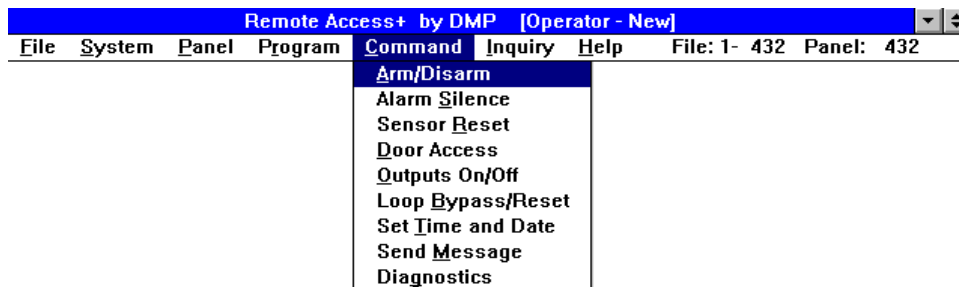 Remote Access+ by DMP [Operator - New]
File System Panel Program Command Inquiry Help File: 1- 432 Panel: 432
Arm/Disarm
Alarm Silence
Sensor Reset
Door Access
Outputs On/Off
Loop Bypass/Reset
Set Time and Date
Send Message
Diagnostics